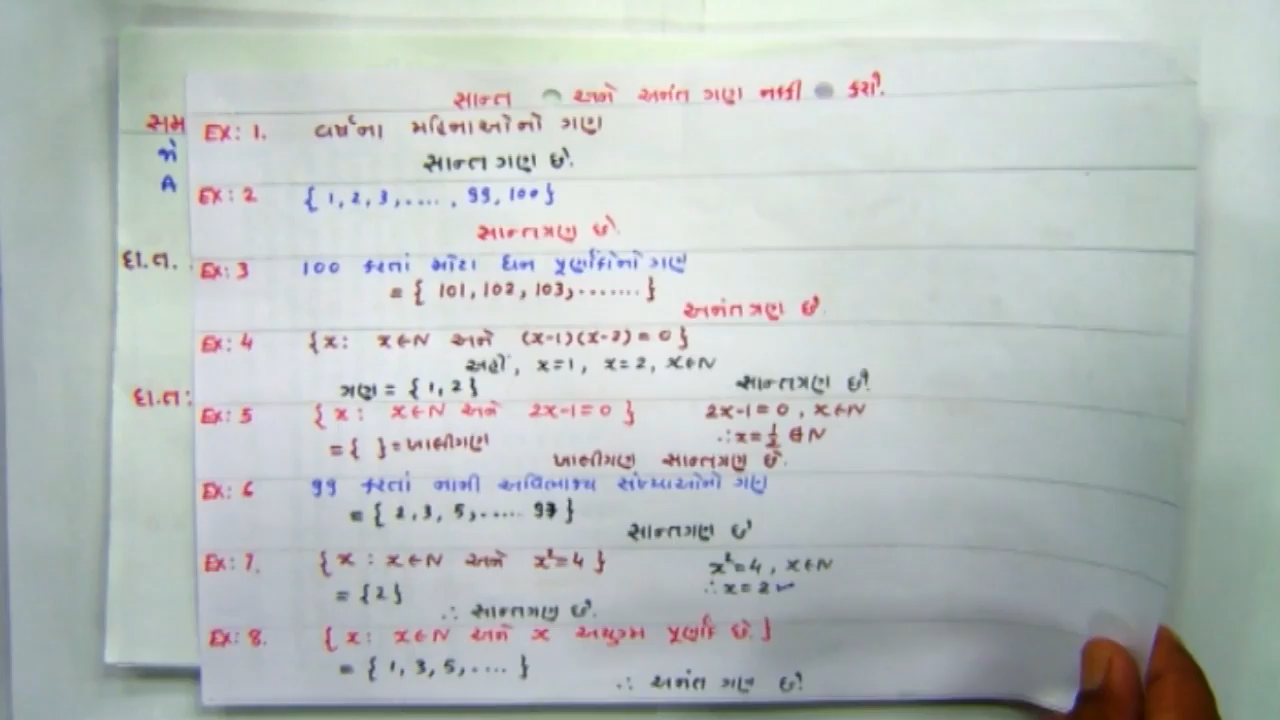 સાન્ત અને અનંત ગણ નક્કી કરો.
સમ
જે
A
EX: 1. વર્ષના મહિનાઓનો ગણ
સાન્ત ગણ છે.
EX: 2 { 1, 2, 3, .... , 99, 100 }
સાન્તગણ છે.
દા.ત. EX: 3 100 કરતાં મોટા ધન પૂર્ણાંકોનો ગણ
= { 101, 102, 103, ....... }
અનંતગણ છે.
EX: 4 { x : x∈N અને (x-1)(x-2) = 0 }
અહીં, x=1, x=2, x∈N
ગણ = { 1, 2 } સાન્તગણ છે.
દા.ત: EX: 5 { x : x∈N અને 2x-1=0 } 2x-1=0, x∈N
= { } = ખાલીગણ ∴ x = 1/2 ∉ N
ખાલીગણ સાન્તગણ છે.
EX: 6 99 કરતાં નાની અવિભાજ્ય સંખ્યાઓનો ગણ
= { 2, 3, 5, ..... 97 }
સાન્તગણ છે
EX: 7. { x : x∈N અને x²=4 } x²=4, x∈N
= {2} ∴ x = 2 ✓
∴ સાન્તગણ છે.
EX: 8. { x : x∈N અને x અયુગ્મ પૂર્ણાંક છે. }
= { 1, 3, 5, .... }
∴ અનંત ગણ છે.